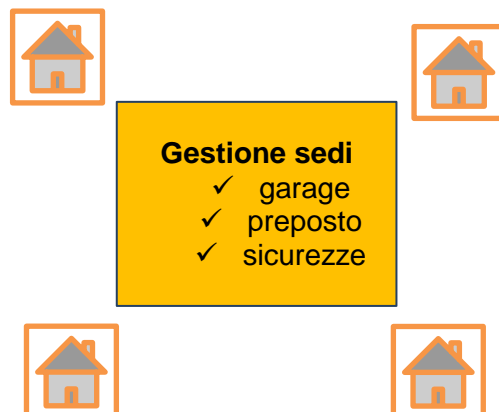 Gestione sedi
✓ garage
✓ preposto
✓ sicurezze